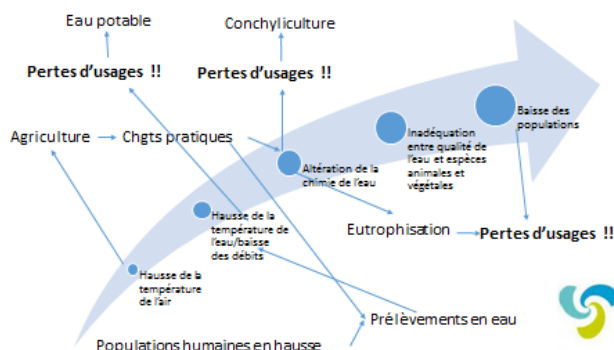 Eau potable
Conchyliculture
Pertes d'usages !!
Pertes d'usages !!
Agriculture
Chgts pratiques
Baisse des
populations
Inadéquation
entre qualité de
l'eau et espèces
animales et
végétales
Altération de la
chimie de l'eau
Hausse de la
température de
l'eau/baisse
des débits
Eutrophisation
Pertes d'usages !!
Hausse de la
température
de l'air
Prélèvements en eau
Populations humaines en hausse